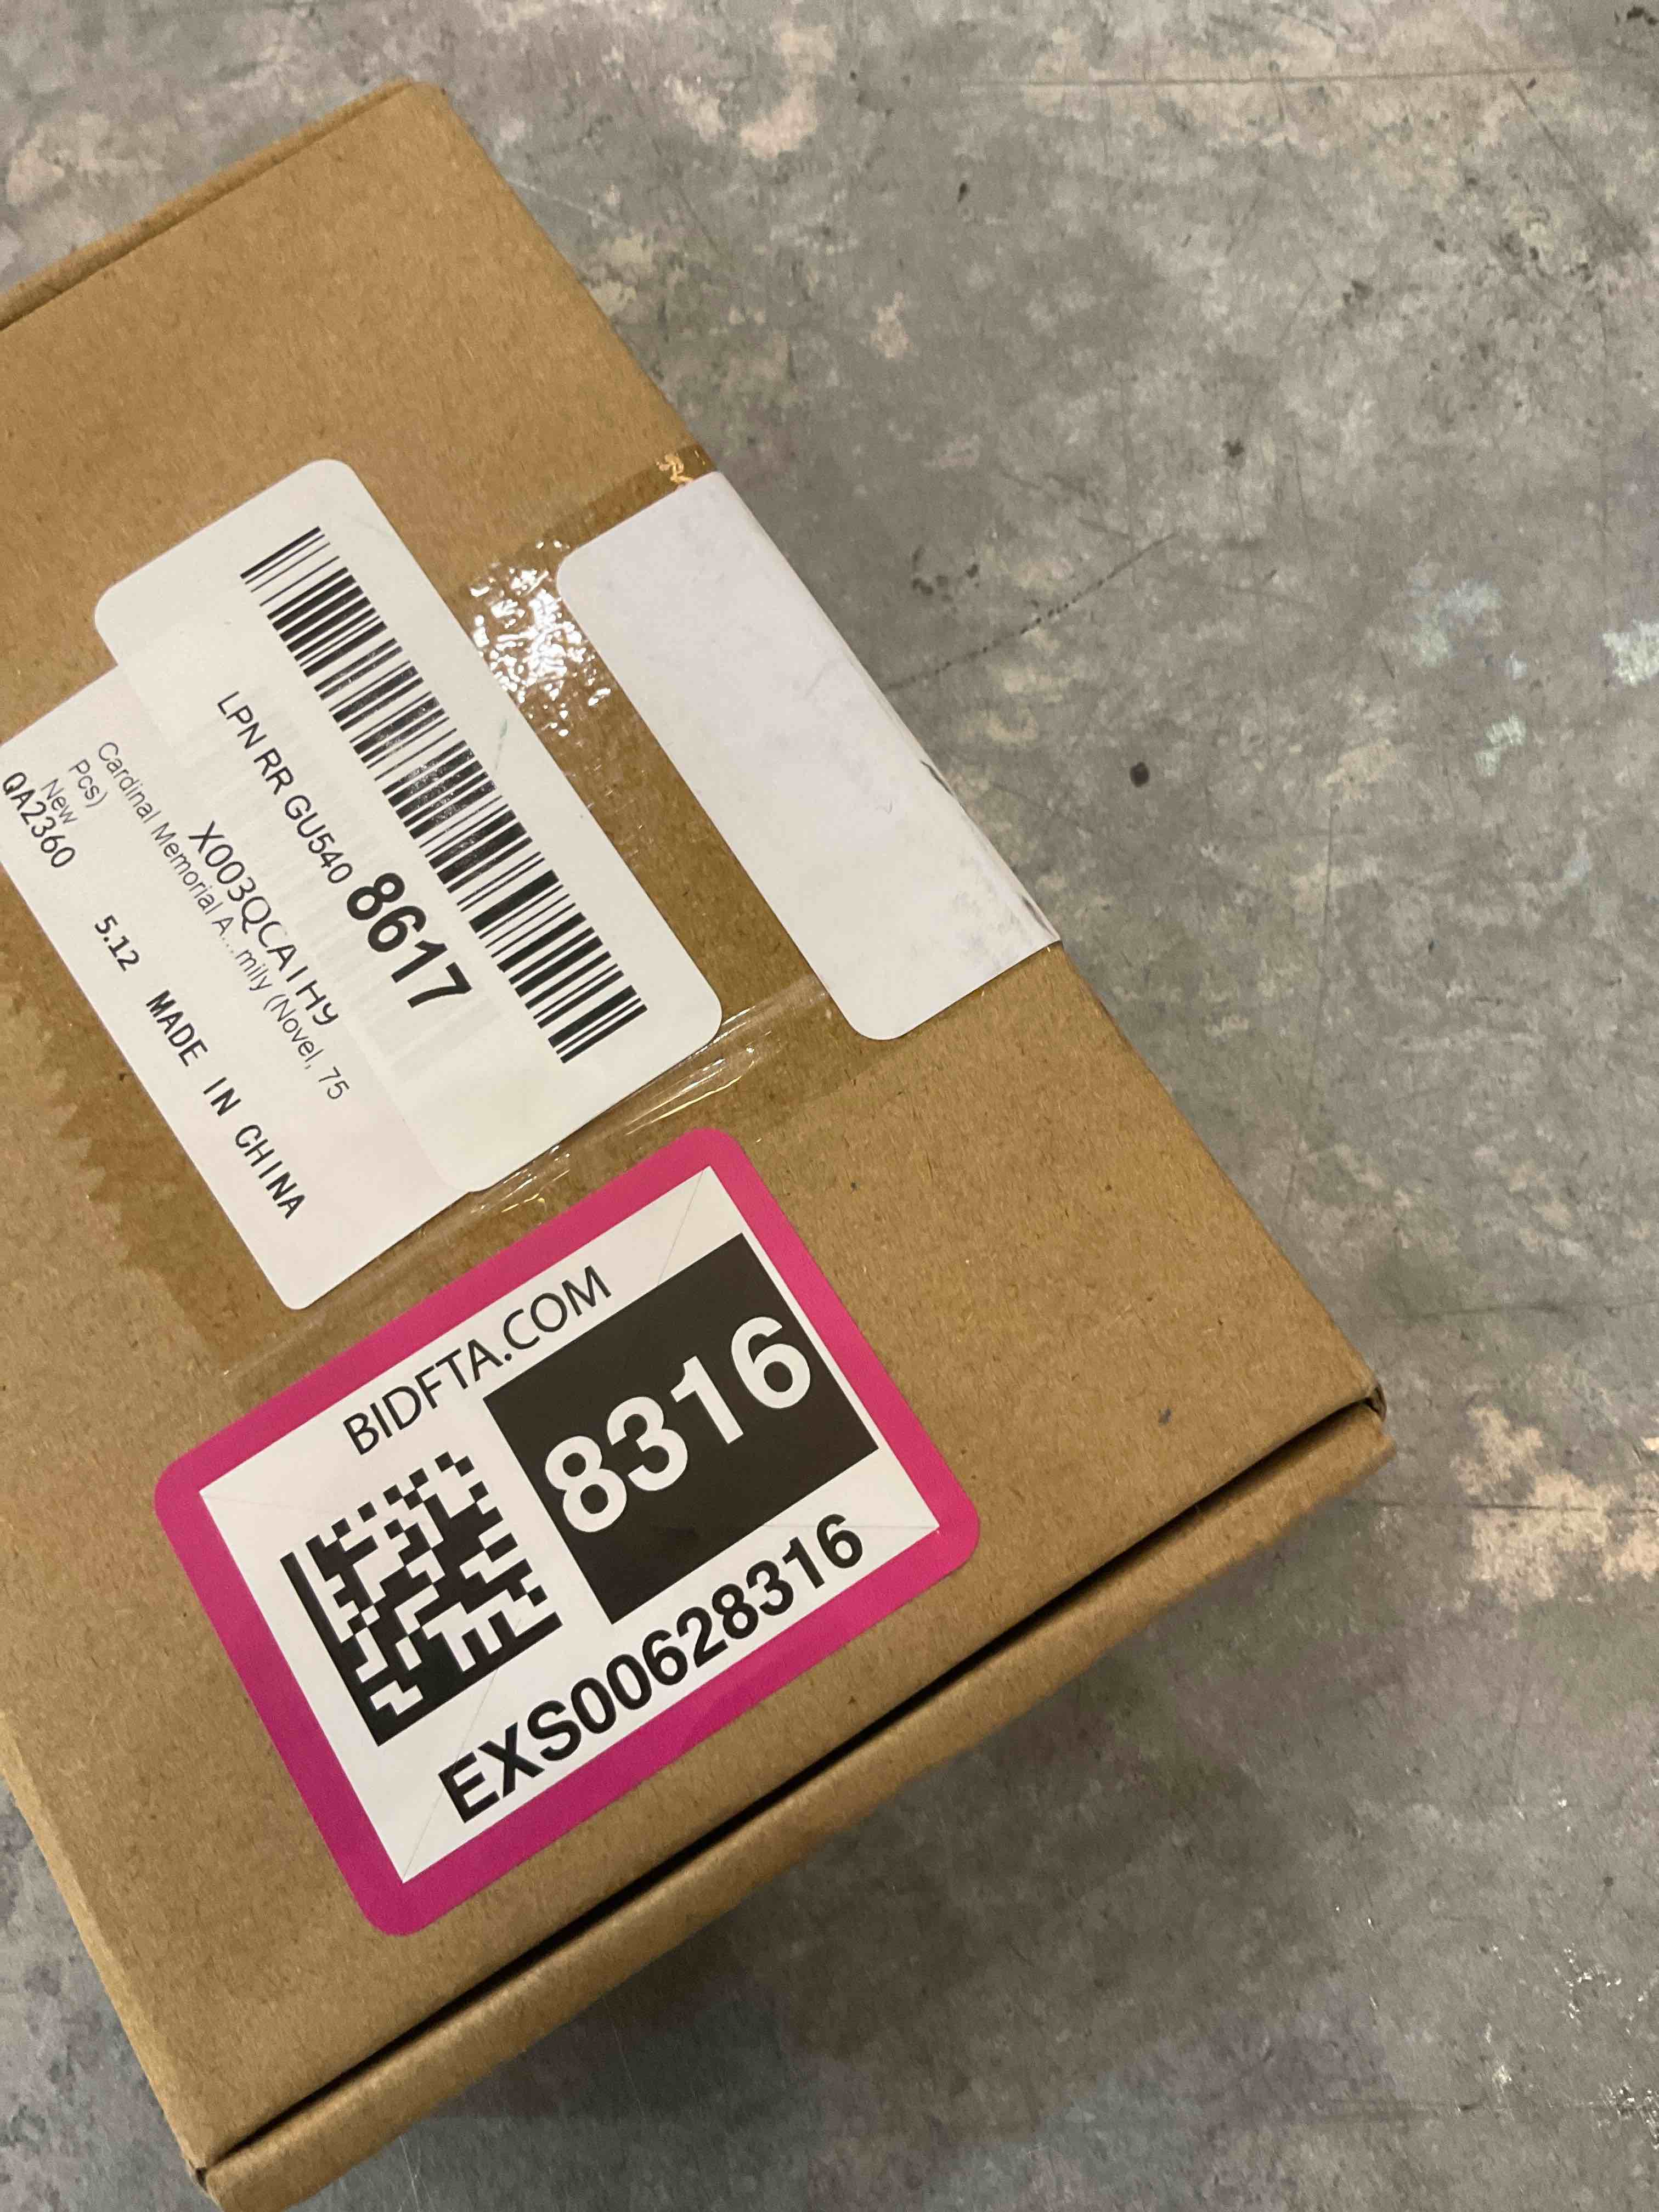 LPN RR GU540 8617
X003QCA1H9
Cardinal Memorial A...mily (Novel, 75
Pcs)
New
QA2360
5.12 MADE IN CHINA
BIDFTA.COM
8316
EXS00628316